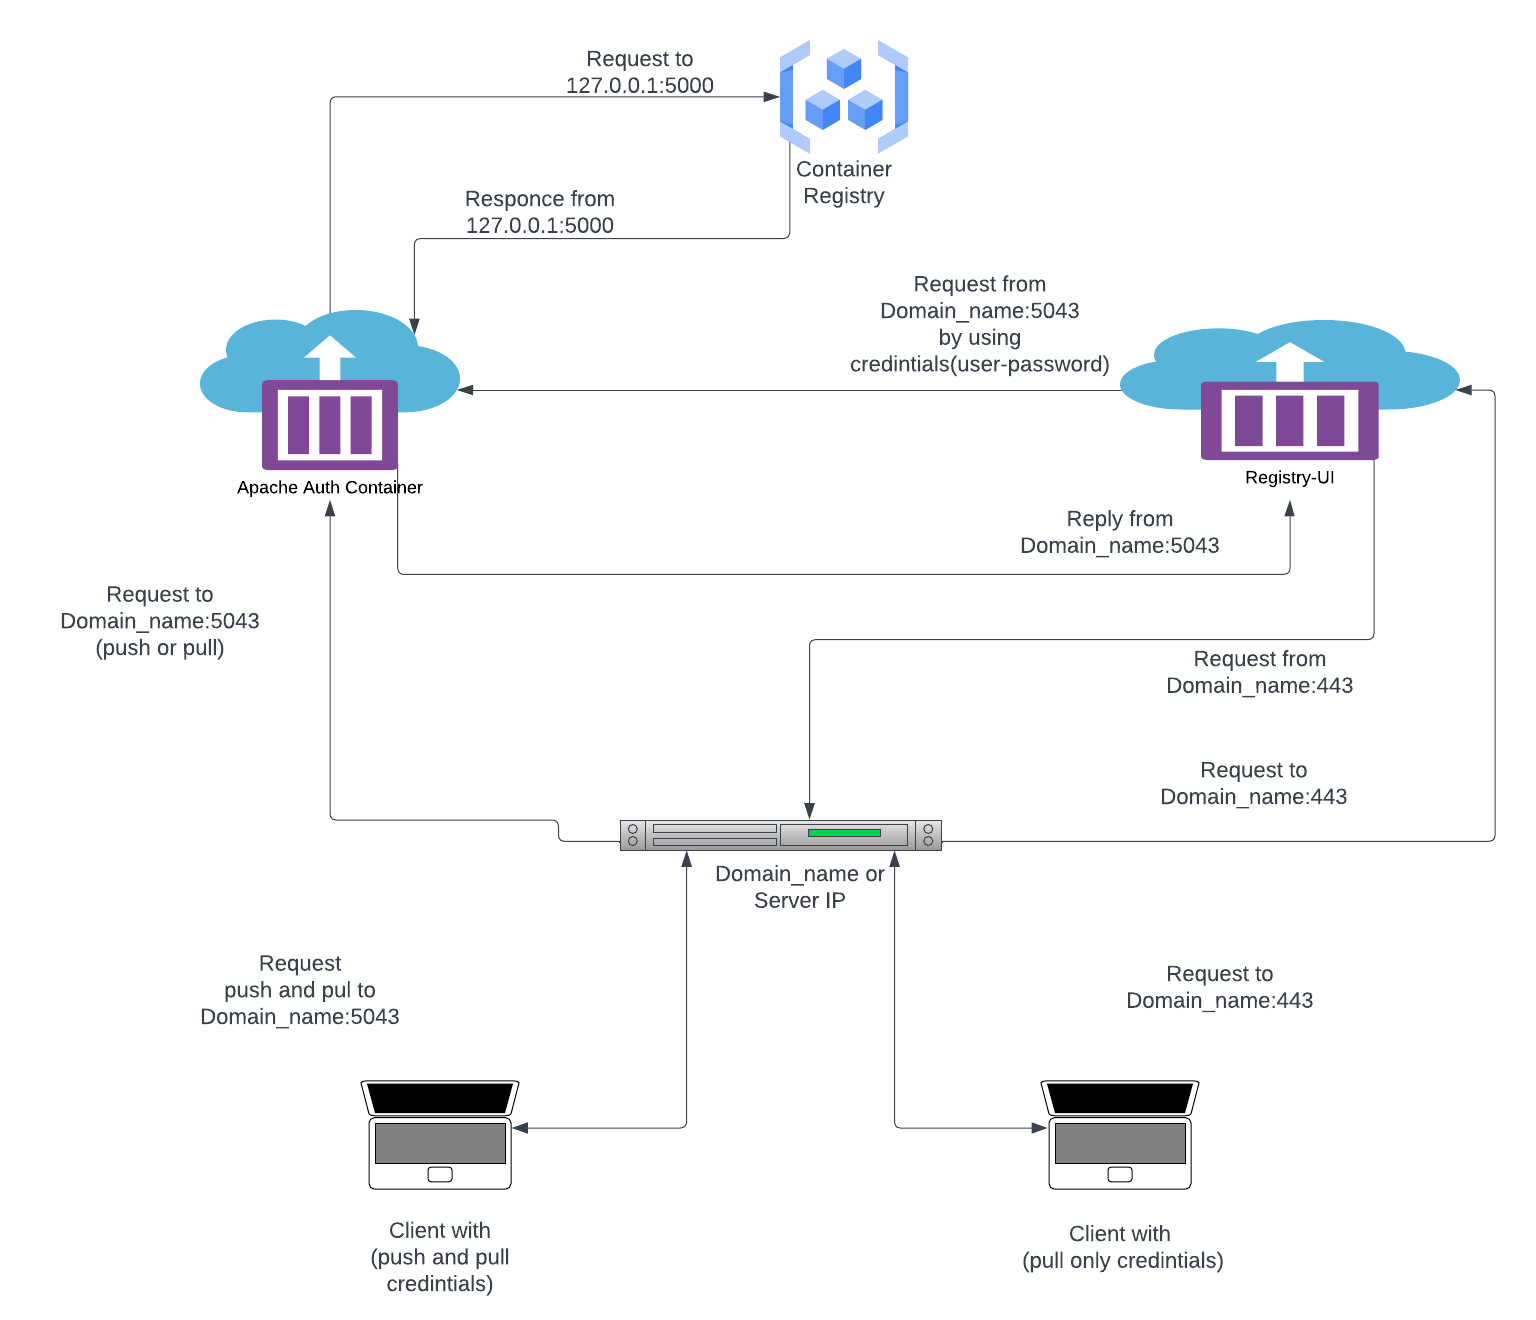 Request to
127.0.0.1:5000
Container
Registry
Responce from
127.0.0.1:5000
Request from
Domain_name:5043
by using
credintials(user-password)
Apache Auth Container
Registry-UI
Reply from
Domain_name:5043
Request to
Domain_name:5043
(push or pull)
Request from
Domain_name:443
Request to
Domain_name:443
Domain_name or
Server IP
Request
push and pul to
Domain_name:5043
Request to
Domain_name:443
Client with
(push and pull
credintials)
Client with
(pull only credintials)